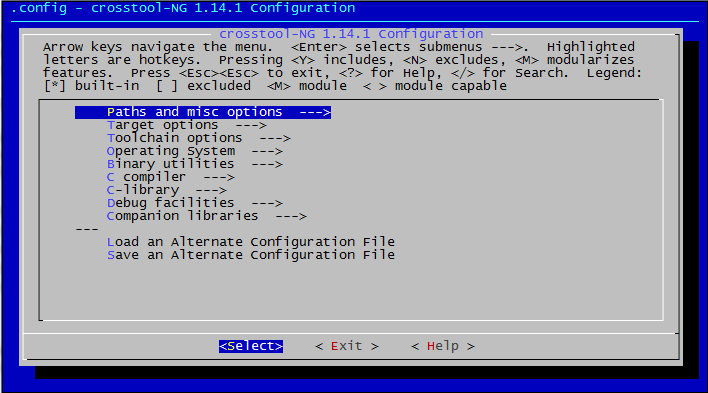 .config - crosstool-NG 1.14.1 Configuration
crosstool-NG 1.14.1 Configuration
Arrow keys navigate the menu.  <Enter> selects submenus --->.  Highlighted
letters are hotkeys.  Pressing <Y> includes, <N> excludes, <M> modularizes
features.  Press <Esc><Esc> to exit, <?> for Help, </> for Search.  Legend:
[*] built-in  [ ] excluded  <M> module  < > module capable
Paths and misc options  --->
Target options  --->
Toolchain options  --->
Operating System  --->
Binary utilities  --->
C compiler  --->
C-library  --->
Debug facilities  --->
Companion libraries  --->
---
Load an Alternate Configuration File
Save an Alternate Configuration File
<Select>    < Exit >    < Help >